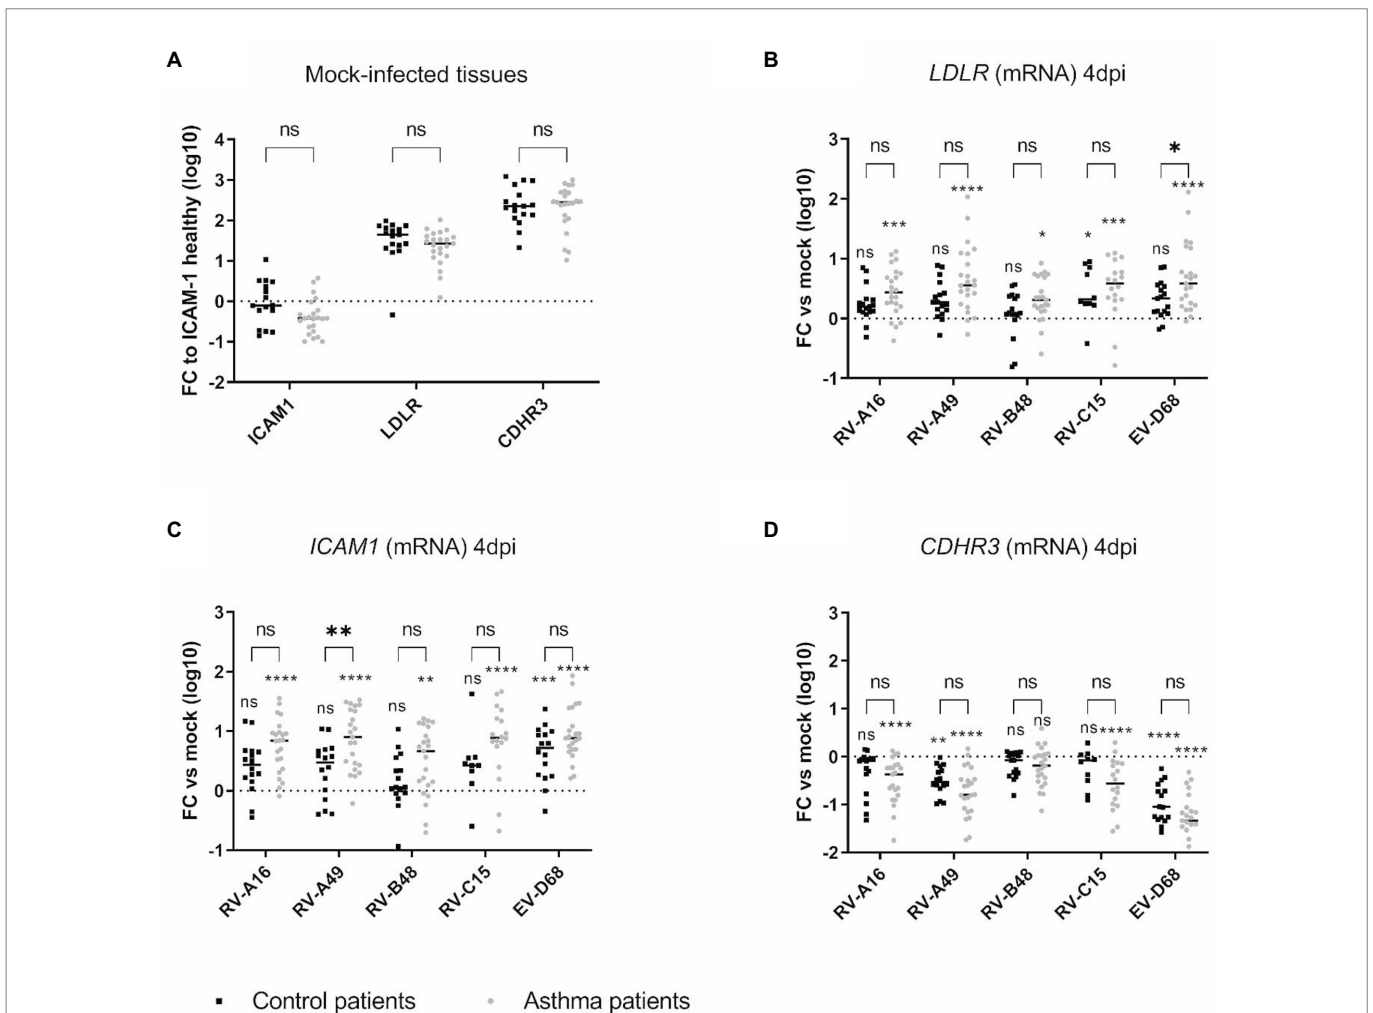 A
Mock-infected tissues
FC to ICAM-1 healthy (log10)
4
3
2
1
0
-1
-2
ns
ns
ns
ICAM1
LDLR
CDHR3
B
LDLR (mRNA) 4dpi
FC vs mock (log10)
3
2
1
0
-1
ns
ns
ns
ns
*
ns
***
ns
****
ns
*
*
***
ns
****
RV-A16
RV-A49
RV-B48
RV-C15
EV-D68
C
ICAM1 (mRNA) 4dpi
FC vs mock (log10)
3
2
1
0
-1
ns
**
ns
ns
ns
ns
****
ns
****
ns
**
ns
****
***
****
RV-A16
RV-A49
RV-B48
RV-C15
EV-D68
D
CDHR3 (mRNA) 4dpi
FC vs mock (log10)
3
2
1
0
-1
-2
ns
ns
ns
ns
ns
ns
****
**
****
ns
ns
ns
****
****
****
RV-A16
RV-A49
RV-B48
RV-C15
EV-D68
Control patients
Asthma patients